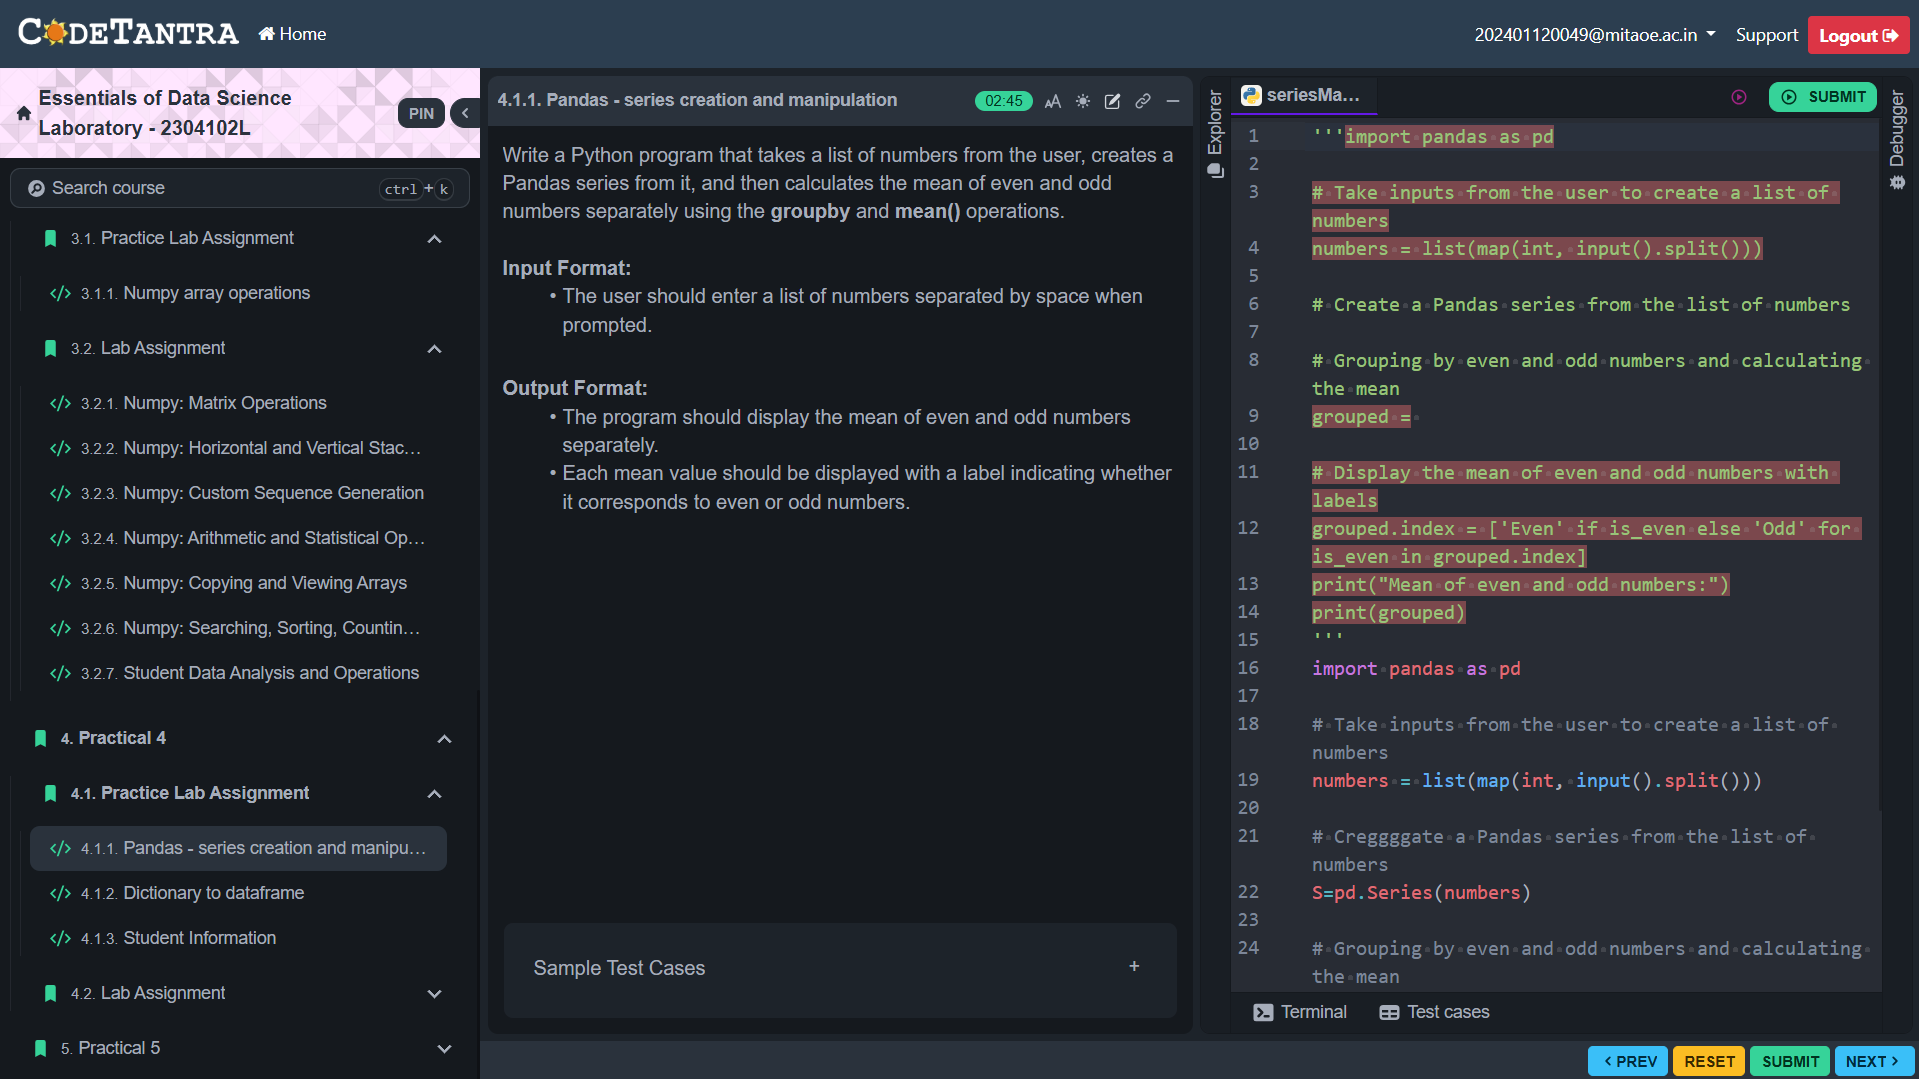 CODETANTRA
Home
202401120049@mitaoe.ac.in
Support
Logout
Essentials of Data Science
Laboratory - 2304102L
PIN
Search course
ctrl + k
3.1. Practice Lab Assignment
</> 3.1.1. Numpy array operations
3.2. Lab Assignment
</> 3.2.1. Numpy: Matrix Operations
</> 3.2.2. Numpy: Horizontal and Vertical Stac...
</> 3.2.3. Numpy: Custom Sequence Generation
</> 3.2.4. Numpy: Arithmetic and Statistical Op...
</> 3.2.5. Numpy: Copying and Viewing Arrays
</> 3.2.6. Numpy: Searching, Sorting, Countin...
</> 3.2.7. Student Data Analysis and Operations
4. Practical 4
4.1. Practice Lab Assignment
</> 4.1.1. Pandas - series creation and manipu...
</> 4.1.2. Dictionary to dataframe
</> 4.1.3. Student Information
4.2. Lab Assignment
5. Practical 5
4.1.1. Pandas - series creation and manipulation
02:45
AA
Write a Python program that takes a list of numbers from the user, creates a
Pandas series from it, and then calculates the mean of even and odd
numbers separately using the groupby and mean() operations.
Input Format:
• The user should enter a list of numbers separated by space when
prompted.
Output Format:
• The program should display the mean of even and odd numbers
separately.
• Each mean value should be displayed with a label indicating whether
it corresponds to even or odd numbers.
Sample Test Cases
+
Explorer
seriesMa...
SUBMIT
Debugger
1 '''import pandas as pd
2
3 # Take inputs from the user to create a list of
numbers
4 numbers = list(map(int, input().split()))
5
6 # Create a Pandas series from the list of numbers
7
8 # Grouping by even and odd numbers and calculating
the mean
9 grouped =
10
11 # Display the mean of even and odd numbers with
labels
12 grouped.index = ['Even' if is_even else 'Odd' for
is_even in grouped.index]
13 print("Mean of even and odd numbers:")
14 print(grouped)
15 '''
16 import pandas as pd
17
18 # Take inputs from the user to create a list of
numbers
19 numbers = list(map(int, input().split()))
20
21 # Creggggate a Pandas series from the list of
numbers
22 S=pd.Series(numbers)
23
24 # Grouping by even and odd numbers and calculating
the mean
Terminal
Test cases
< PREV
RESET
SUBMIT
NEXT >